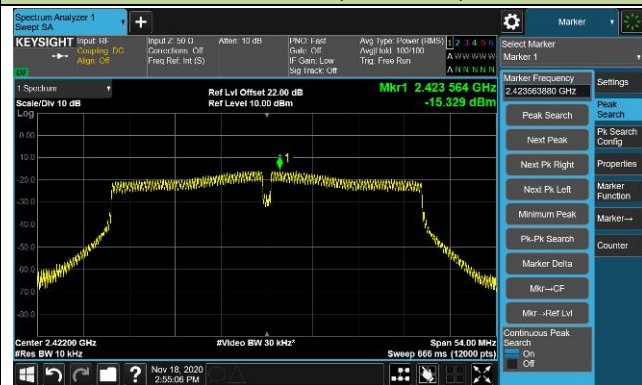 Spectrum Analyzer 1
Swept SA
+
Marker
KEYSIGHT
Input: RF
Coupling: DC
Align: Off
Input Z: 50 Ω
Corrections: Off
Freq Ref: Int (S)
Atten: 10 dB
PNO: Fast
Gate: Off
IF Gain: Low
Sig Track: Off
Avg Type: Power (RMS)
Avg|Hold: 100/100
Trig: Free Run
1 2 3 4 5 6
A W W W W W
A N N N N N
Select Marker
Marker 1
1 Spectrum
Scale/Div 10 dB
Log
Ref Lvl Offset 22.00 dB
Ref Level 10.00 dBm
Mkr1 2.423 564 GHz
-15.329 dBm
1
0.00
-10.0
-20.0
-30.0
-40.0
-50.0
-60.0
-70.0
-80.0
Center 2.42200 GHz
#Res BW 10 kHz
#Video BW 30 kHz*
Span 54.00 MHz
Sweep 666 ms (12000 pts)
Marker Frequency
2.423563880 GHz
Peak Search
Next Peak
Next Pk Right
Next Pk Left
Minimum Peak
Pk-Pk Search
Marker Delta
Mkr→CF
Mkr→Ref Lvl
Continuous Peak
Search
On
Off
Settings
Peak
Search
Pk Search
Config
Properties
Marker
Function
Marker→
Counter
?
Nov 18, 2020
2:55:06 PM